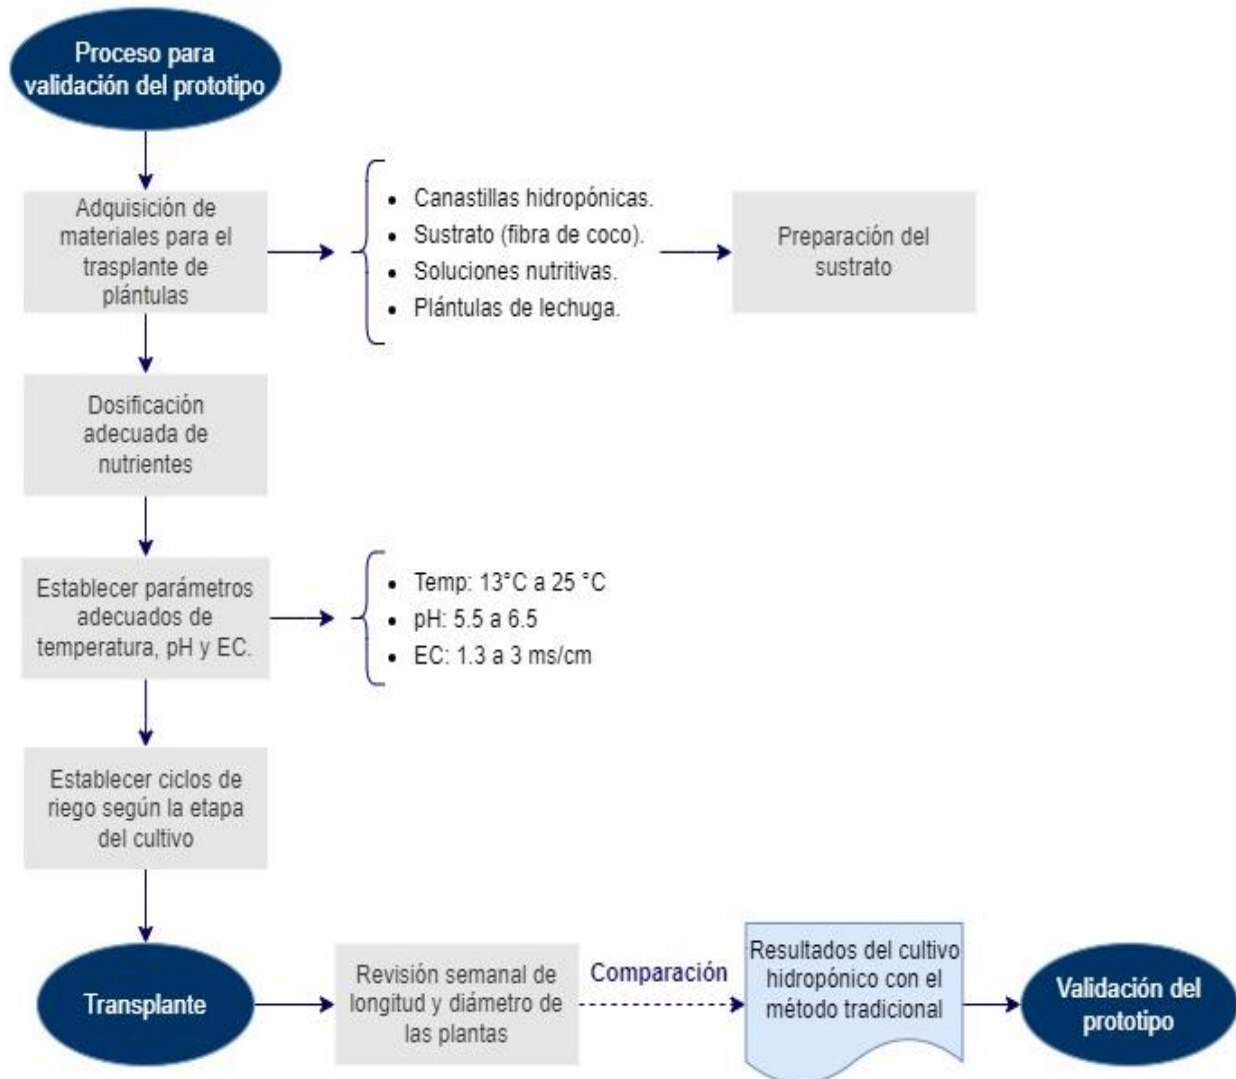 Proceso para
validación del prototipo
Adquisición de
materiales para el
trasplante de
plántulas
• Canastillas hidropónicas.
• Sustrato (fibra de coco).
• Soluciones nutritivas.
• Plántulas de lechuga.
Preparación del
sustrato
Dosificación
adecuada de
nutrientes
Establecer parámetros
adecuados de
temperatura, pH y EC.
• Temp: 13°C a 25 °C
• pH: 5.5 a 6.5
• EC: 1.3 a 3 ms/cm
Establecer ciclos de
riego según la etapa
del cultivo
Transplante
Revisión semanal de
longitud y diámetro de
las plantas
Comparación
Resultados del cultivo
hidropónico con el
método tradicional
Validación del
prototipo